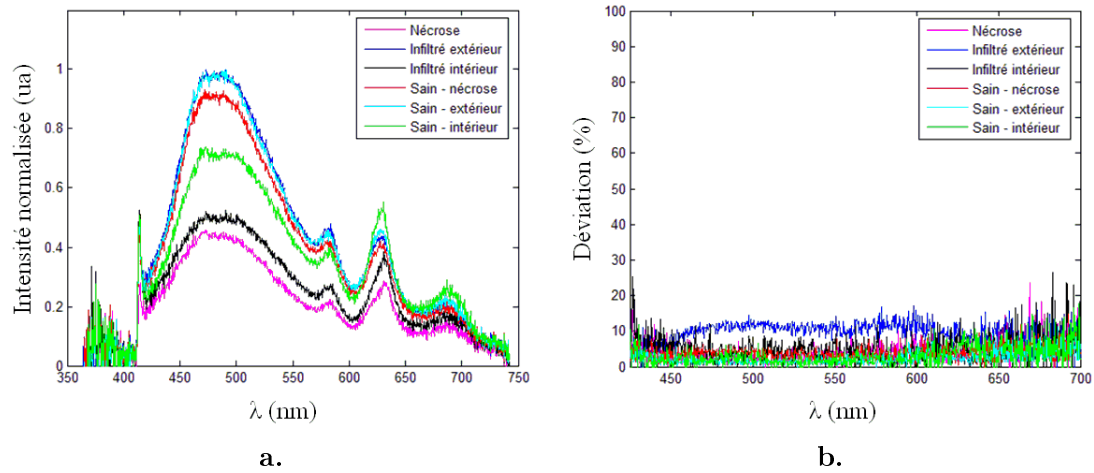 Intensité normalisée (ua)
1
0.8
0.6
0.4
0.2
0
350 400 450 500 550 600 650 700 750
λ (nm)
Nécrose
Infiltré extérieur
Infiltré intérieur
Sain - nécrose
Sain - extérieur
Sain - intérieur
a.
Déviation (%)
100
90
80
70
60
50
40
30
20
10
0
450 500 550 600 650 700
λ (nm)
Nécrose
Infiltré extérieur
Infiltré intérieur
Sain - nécrose
Sain - extérieur
Sain - intérieur
b.